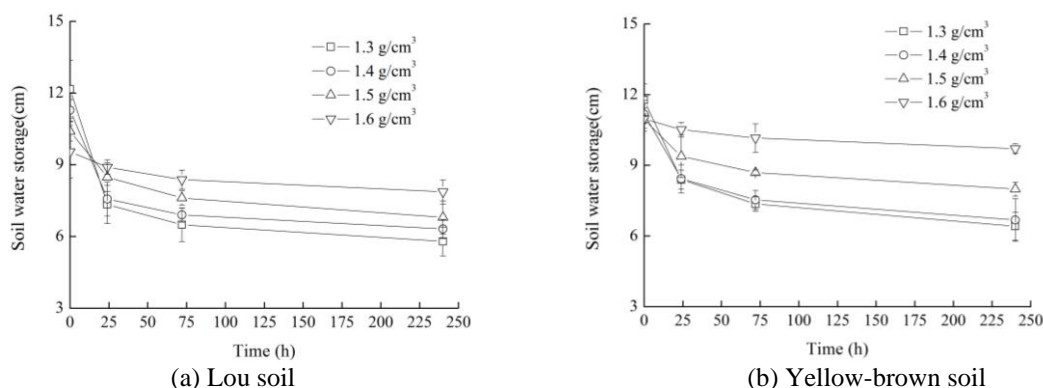 15
12
9
6
3
Soil water storage(cm)
1.3 g/cm³
1.4 g/cm³
1.5 g/cm³
1.6 g/cm³
0 25 50 75 100 125 150 175 200 225 250
Time (h)
(a) Lou soil
15
12
9
6
3
Soil water storage(cm)
1.3 g/cm³
1.4 g/cm³
1.5 g/cm³
1.6 g/cm³
0 25 50 75 100 125 150 175 200 225 250
Time (h)
(b) Yellow-brown soil